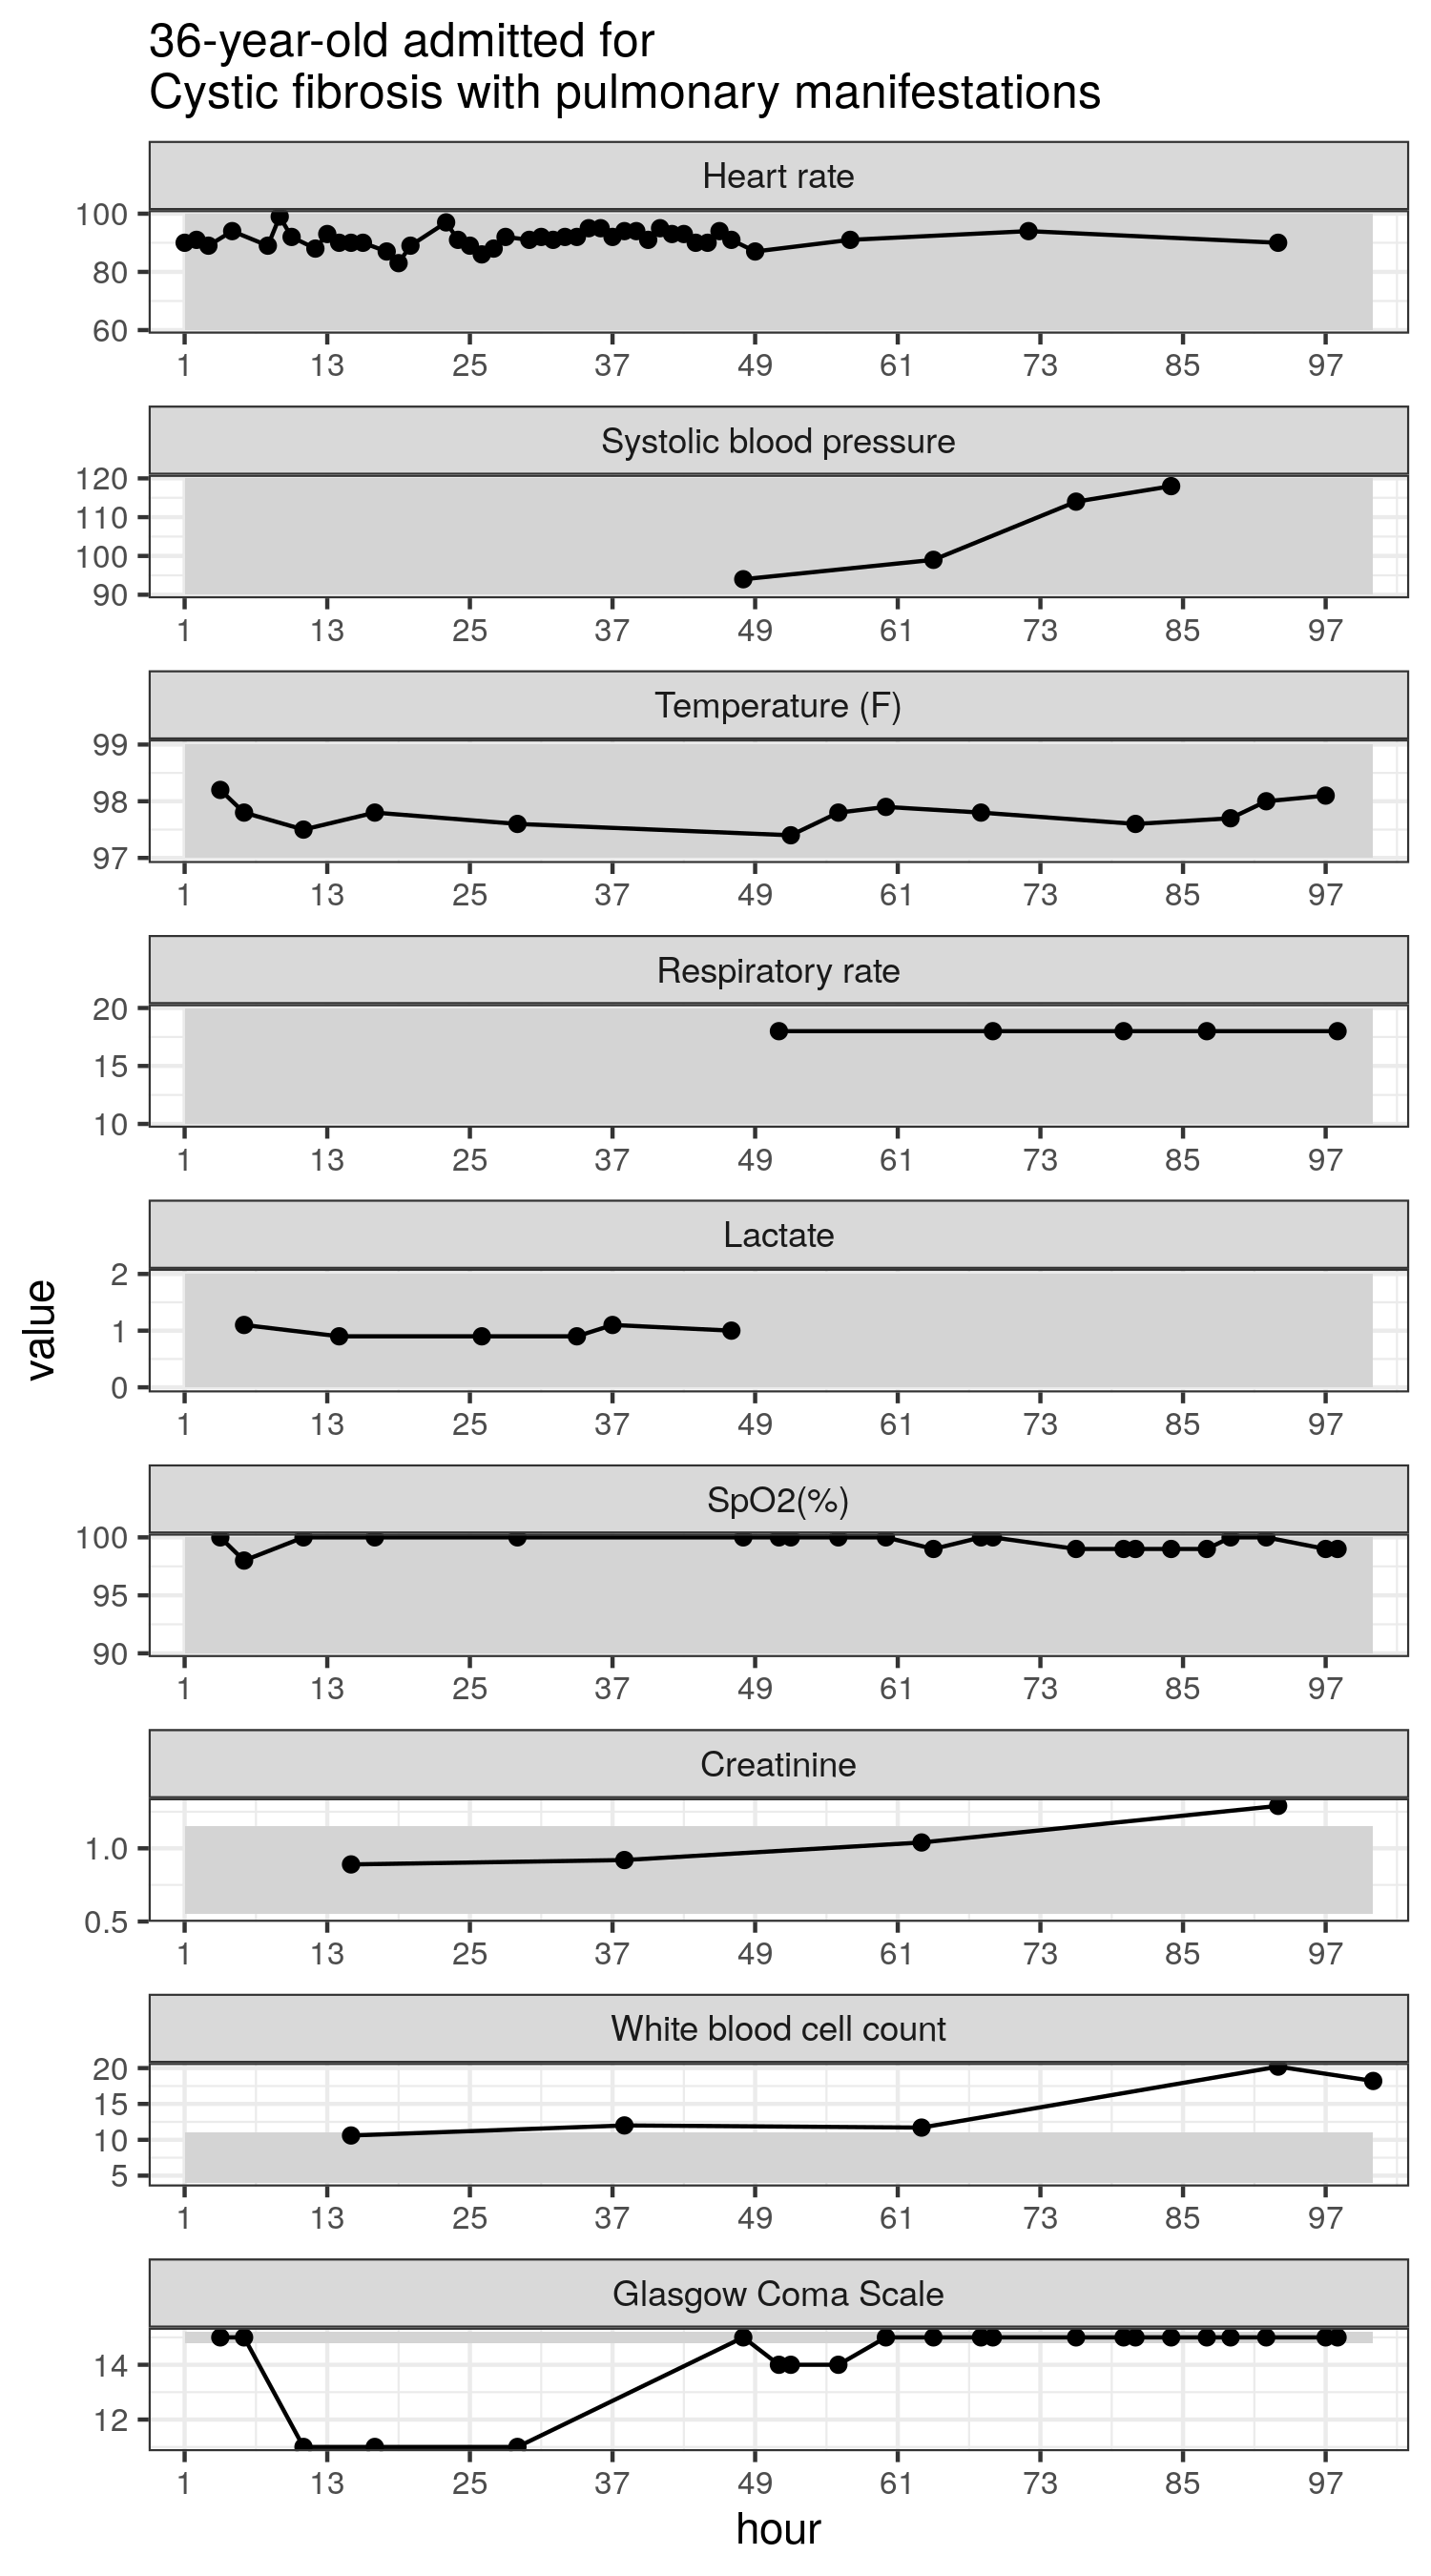 36-year-old admitted for
Cystic fibrosis with pulmonary manifestations
Heart rate
100
80
60
1 13 25 37 49 61 73 85 97
Systolic blood pressure
120
110
100
90
1 13 25 37 49 61 73 85 97
Temperature (F)
99
98
97
1 13 25 37 49 61 73 85 97
Respiratory rate
20
15
10
1 13 25 37 49 61 73 85 97
Lactate
2
1
0
1 13 25 37 49 61 73 85 97
value
SpO2(%)
100
95
90
1 13 25 37 49 61 73 85 97
Creatinine
1.0
0.5
1 13 25 37 49 61 73 85 97
White blood cell count
20
15
10
5
1 13 25 37 49 61 73 85 97
Glasgow Coma Scale
14
12
1 13 25 37 49 61 73 85 97
hour